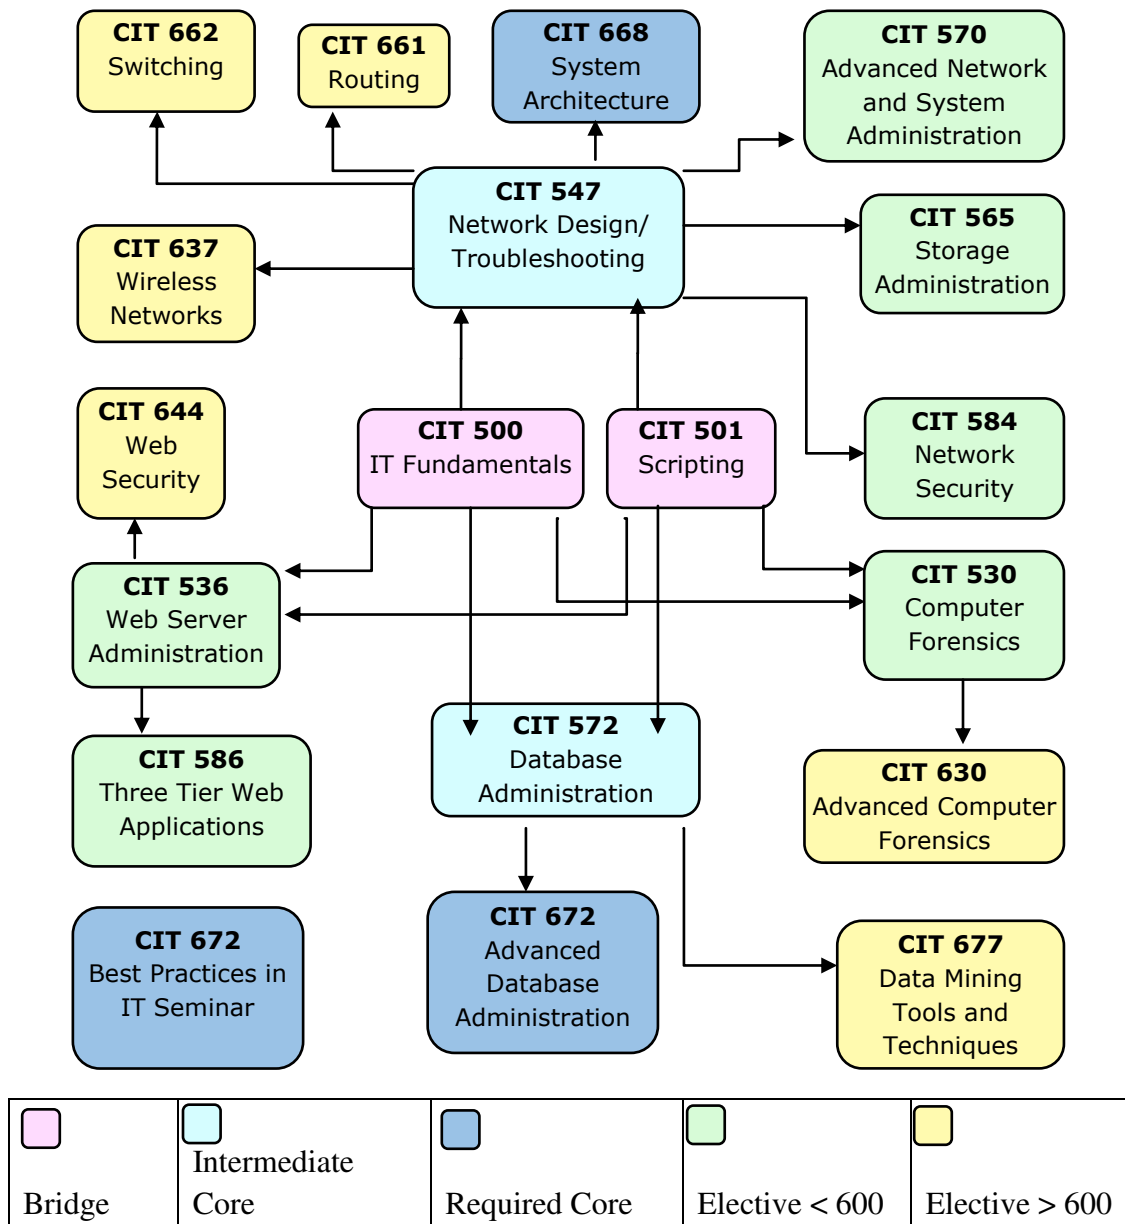 CIT 662
Switching
CIT 661
Routing
CIT 668
System
Architecture
CIT 570
Advanced Network
and System
Administration
CIT 547
Network Design/
Troubleshooting
CIT 565
Storage
Administration
CIT 637
Wireless
Networks
CIT 644
Web
Security
CIT 500
IT Fundamentals
CIT 501
Scripting
CIT 584
Network
Security
CIT 536
Web Server
Administration
CIT 530
Computer
Forensics
CIT 586
Three Tier Web
Applications
CIT 572
Database
Administration
CIT 630
Advanced Computer
Forensics
CIT 672
Best Practices in
IT Seminar
CIT 672
Advanced
Database
Administration
CIT 677
Data Mining
Tools and
Techniques
Bridge
Intermediate
Core
Required Core
Elective < 600
Elective > 600